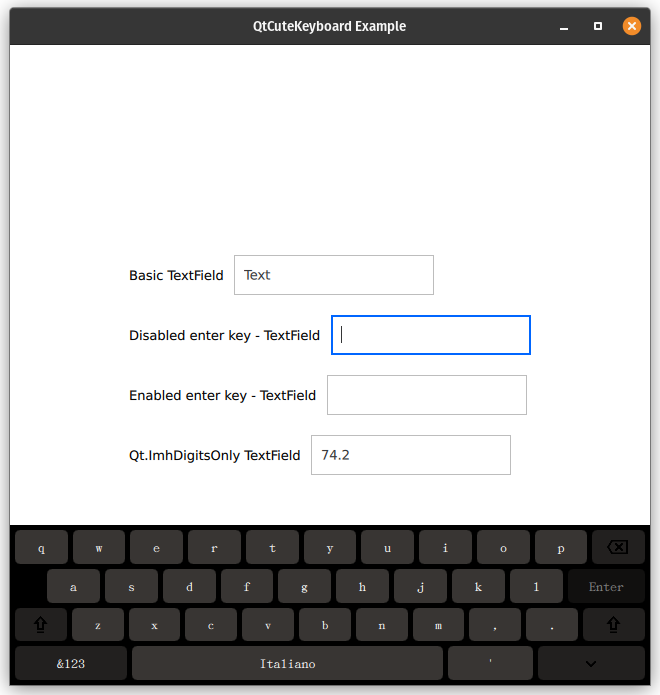 QtCuteKeyboard Example
Basic TextField Text
Disabled enter key - TextField
Enabled enter key - TextField
Qt.ImhDigitsOnly TextField 74.2
q w e r t y u i o p
a s d f g h j k l Enter
z x c v b n m , .
&123 Italiano '